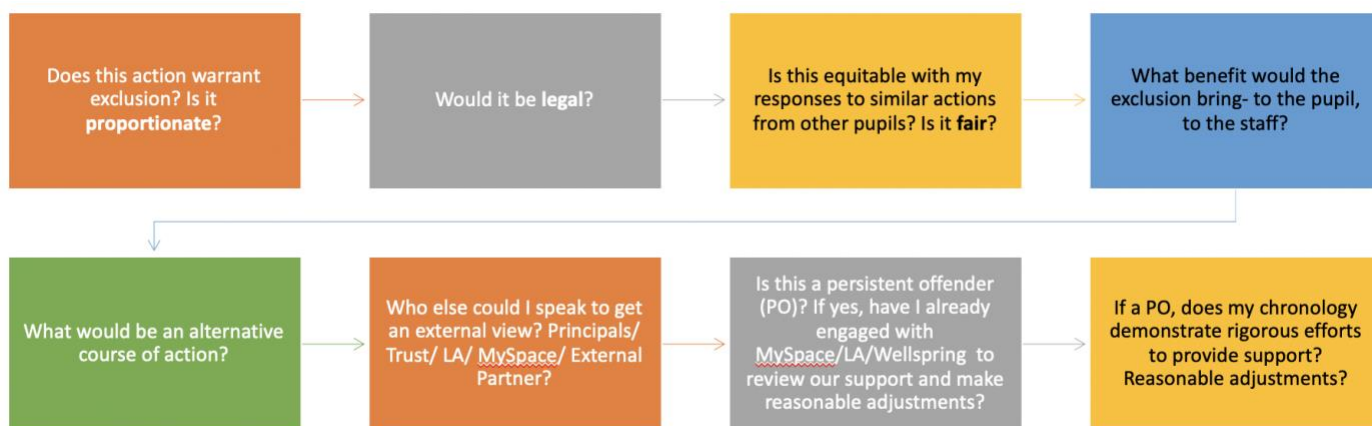 Does this action warrant
exclusion? Is it
proportionate?
Would it be legal?
Is this equitable with my
responses to similar actions
from other pupils? Is it fair?
What benefit would the
exclusion bring- to the pupil,
to the staff?
What would be an alternative
course of action?
Who else could I speak to get
an external view? Principals/
Trust/ LA/ MySpace/ External
Partner?
Is this a persistent offender
(PO)? If yes, have I already
engaged with
MySpace/LA/Wellspring to
review our support and make
reasonable adjustments?
If a PO, does my chronology
demonstrate rigorous efforts
to provide support?
Reasonable adjustments?